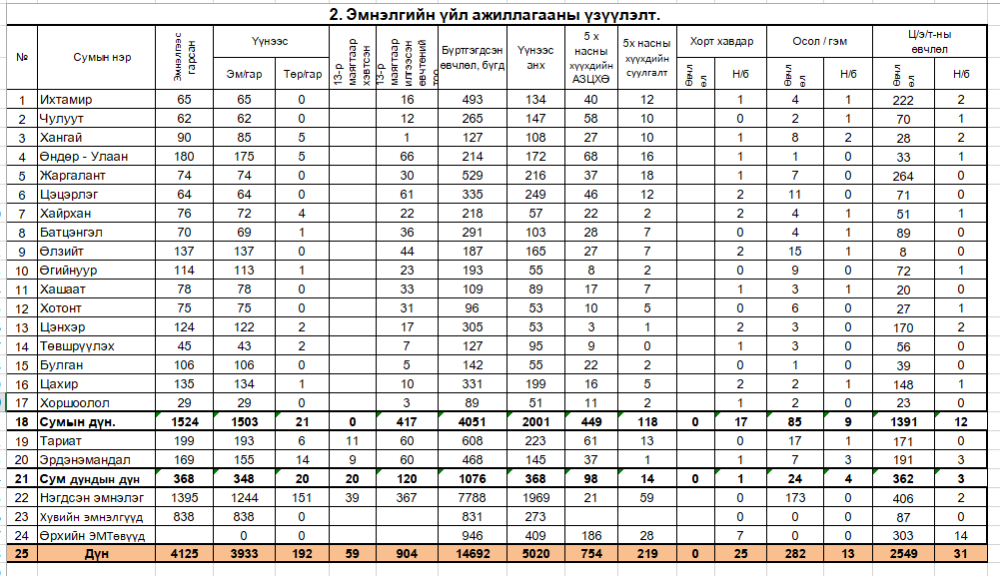 2. Эмнэлгийн үйл ажиллагааны үзүүлэлт.
№ Сумын нэр Эмнэлгээс гарсан Үүнээс 13-р маягтаар хэвтсэн 13-р маягтаар илгээсэн өвчтөний тоо Бүртгэгдсэн өвчлөл, бүгд Үүнээс анх 5 х насны хүүхдийн АЗЦХӨ 5х насны хүүхдийн суулгалт Хорт хавдар Осол / гэм Ц/э/т-ны өвчлөл
Эм/гар Төр/гар Өвчлөл Н/б Өвчлөл Н/б Өвчлөл Н/б
1 Ихтамир 65 65 0 16 493 134 40 12 1 4 1 222 2
2 Чулуут 62 62 0 12 265 147 58 10 0 2 1 70 1
3 Хангай 90 85 5 1 127 108 27 10 1 8 2 28 2
4 Өндөр - Улаан 180 175 5 66 214 172 68 16 1 1 0 33 1
5 Жаргалант 74 74 0 30 529 216 37 18 1 7 0 264 0
6 Цэцэрлэг 64 64 0 61 335 249 46 12 2 11 0 71 0
7 Хайрхан 76 72 4 22 218 57 22 2 2 4 1 51 1
8 Батцэнгэл 70 69 1 36 291 103 28 7 0 4 1 89 0
9 Өлзийт 137 137 0 44 187 165 27 7 2 15 1 8 0
10 Өгийнуур 114 113 1 23 193 55 8 2 0 9 0 72 1
11 Хашаат 78 78 0 33 109 89 17 7 1 3 1 20 0
12 Хотонт 75 75 0 31 96 53 10 5 0 6 0 27 1
13 Цэнхэр 124 122 2 17 305 53 3 1 2 3 0 170 2
14 Төвшрүүлэх 45 43 2 7 127 95 9 0 1 3 0 56 0
15 Булган 106 106 0 5 142 55 22 2 0 1 0 39 0
16 Цахир 135 134 1 10 331 199 16 5 2 2 1 148 1
17 Хоршоолол 29 29 0 3 89 51 11 2 1 2 0 23 0
18 Сумын дүн. 1524 1503 21 0 417 4051 2001 449 118 0 17 85 9 1391 12
19 Тариат 199 193 6 11 60 608 223 61 13 0 17 1 171 0
20 Эрдэнэмандал 169 155 14 9 60 468 145 37 1 1 7 3 191 3
21 Сум дундын дүн 368 348 20 20 120 1076 368 98 14 0 1 24 4 362 3
22 Нэгдсэн эмнэлэг 1395 1244 151 39 367 7788 1969 21 59 0 173 0 406 2
23 Хувийн эмнэлгүүд 838 838 0 831 273 0 0 0 87 0
24 Өрхийн ЭМТөвүүд 0 0 946 409 186 28 7 0 0 303 14
25 Дүн 4125 3933 192 59 904 14692 5020 754 219 0 25 282 13 2549 31